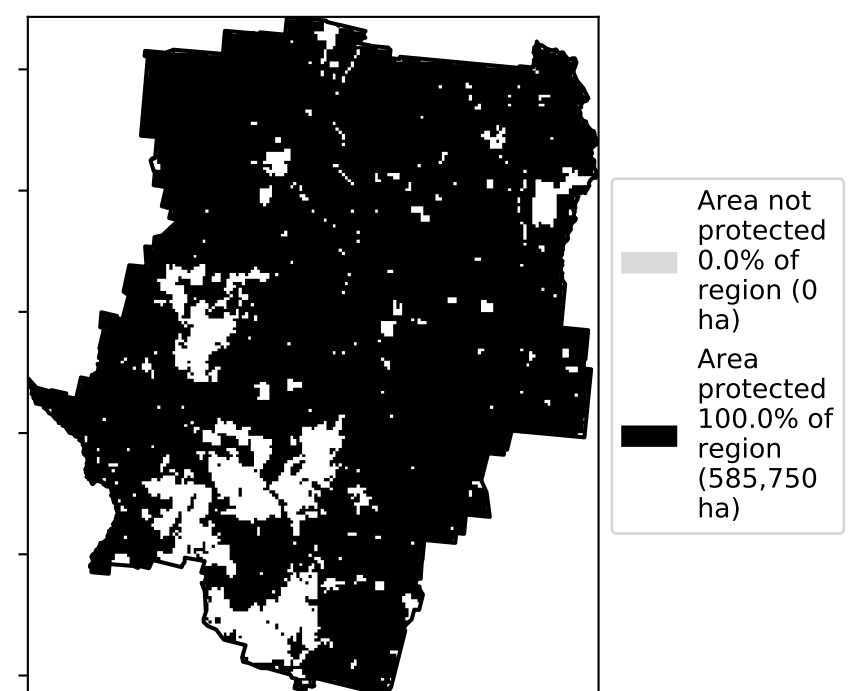 Area not
protected
0.0% of
region (0
ha)
Area
protected
100.0% of
region
(585,750
ha)